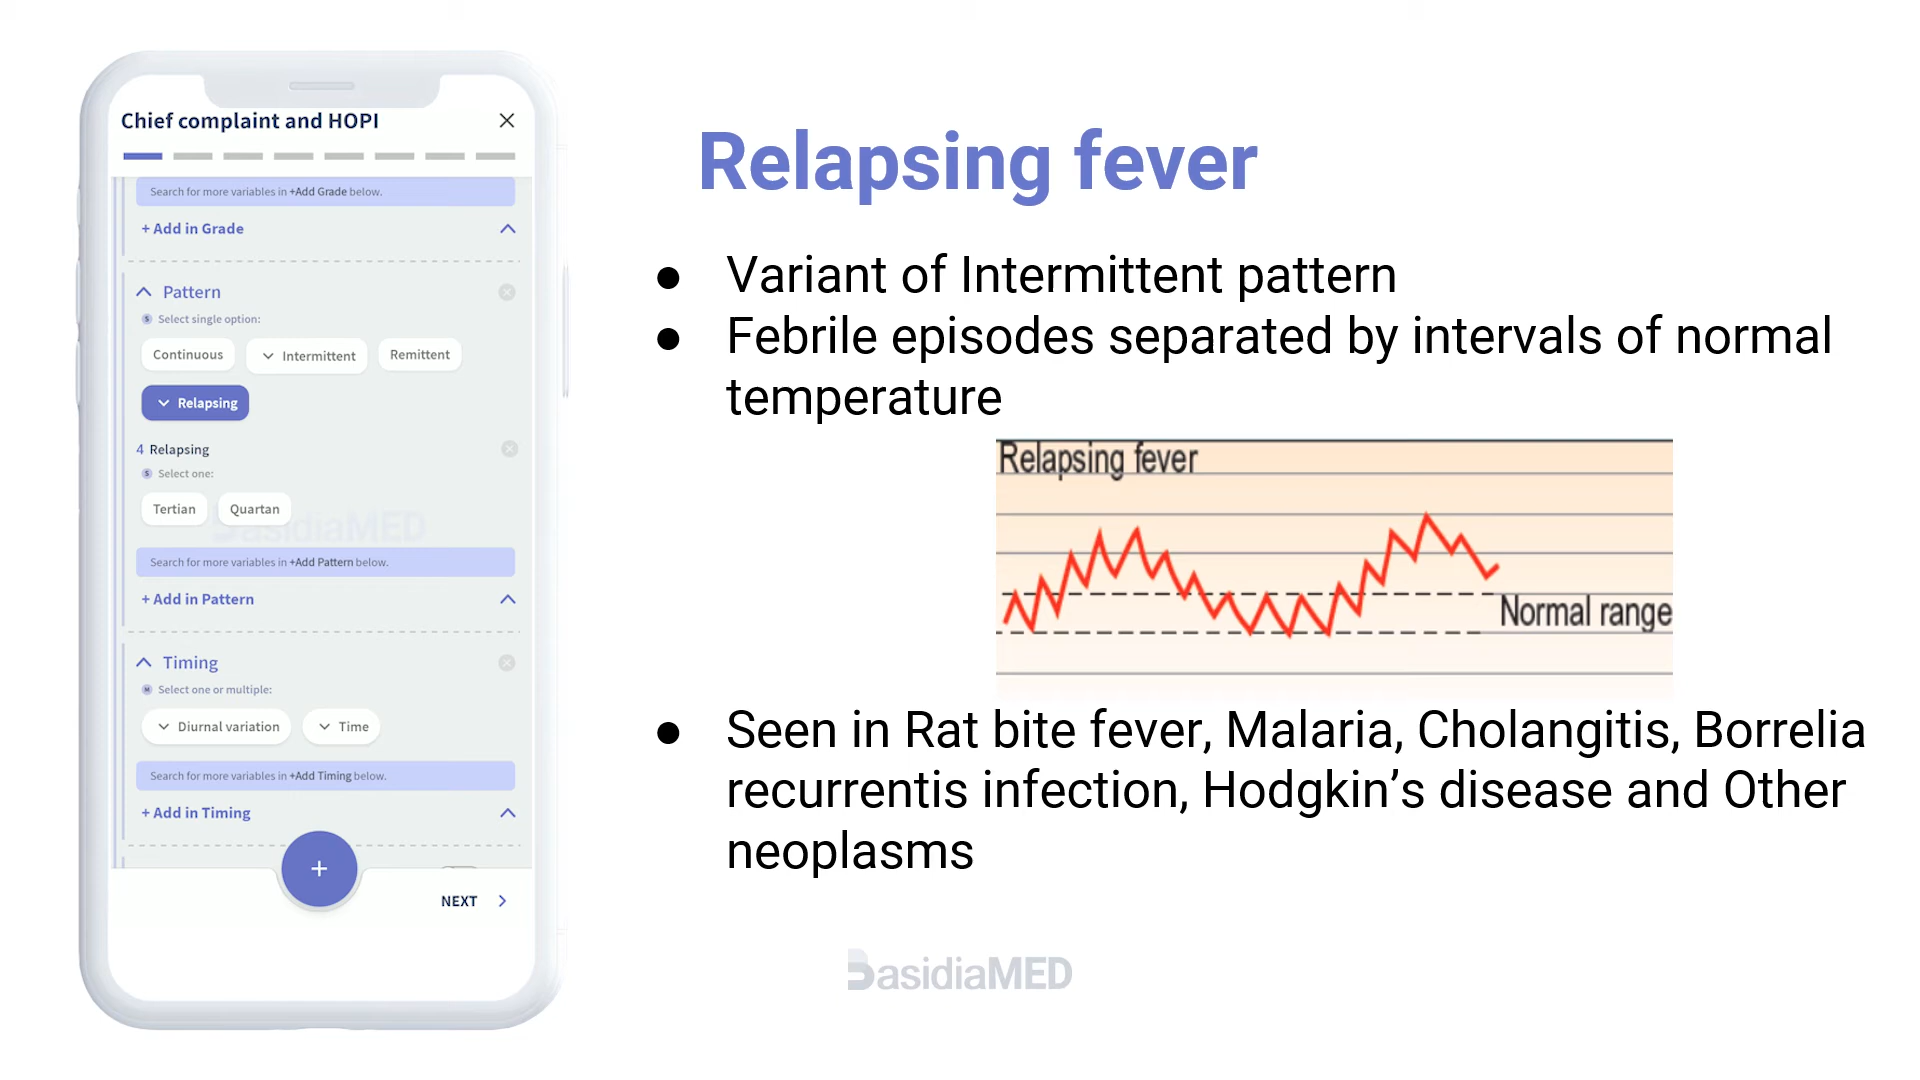 Chief complaint and HOPI
Search for more variables in +Add Grade below.
+ Add in Grade
Pattern
S Select single option:
Continuous
Intermittent
Remittent
Relapsing
4 Relapsing
S Select one:
Tertian
Quartan
BasidiaMED
Search for more variables in +Add Pattern below.
+ Add in Pattern
Timing
M Select one or multiple:
Diurnal variation
Time
Search for more variables in +Add Timing below.
+ Add in Timing
+
NEXT
Relapsing fever
● Variant of Intermittent pattern
● Febrile episodes separated by intervals of normal
temperature
Relapsing fever
Normal range
● Seen in Rat bite fever, Malaria, Cholangitis, Borrelia
recurrentis infection, Hodgkin’s disease and Other
neoplasms
BasidiaMED